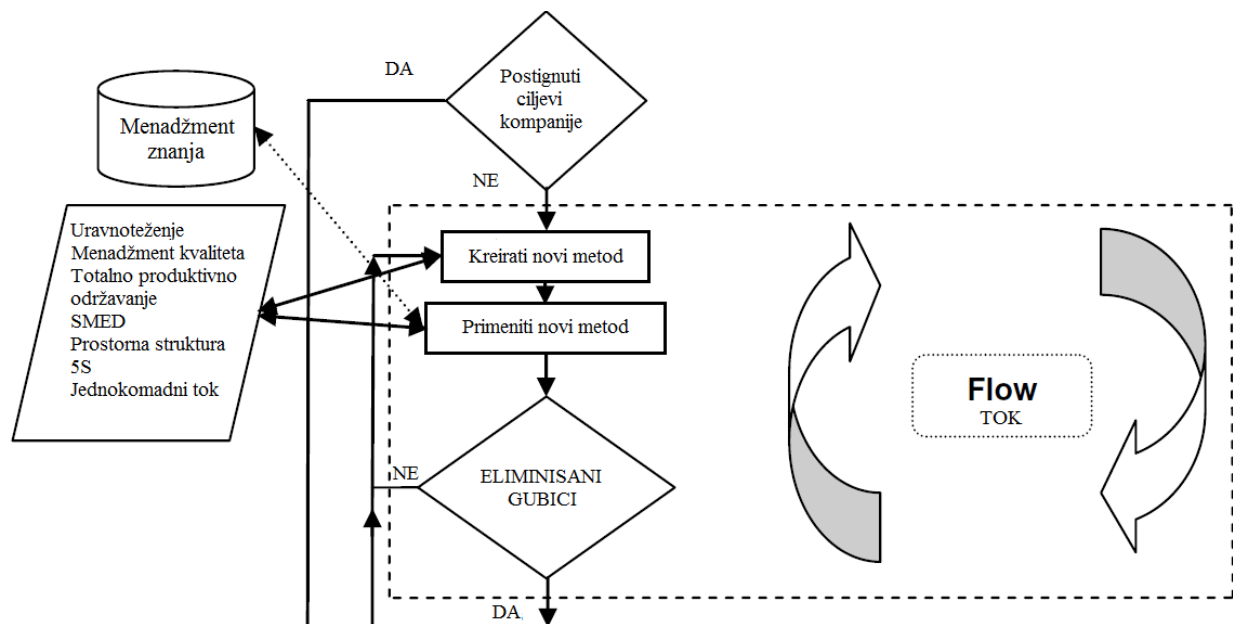 DA
Postignuti
ciljevi
kompanije
Menadžment
znanja
NE
Uravnoteženje
Menadžment kvaliteta
Totalno produktivno
održavanje
SMED
Prostorna struktura
5S
Jednokomadni tok
Kreirati novi metod
Primeniti novi metod
Flow
TOK
NE
ELIMINISANI
GUBICI
DA